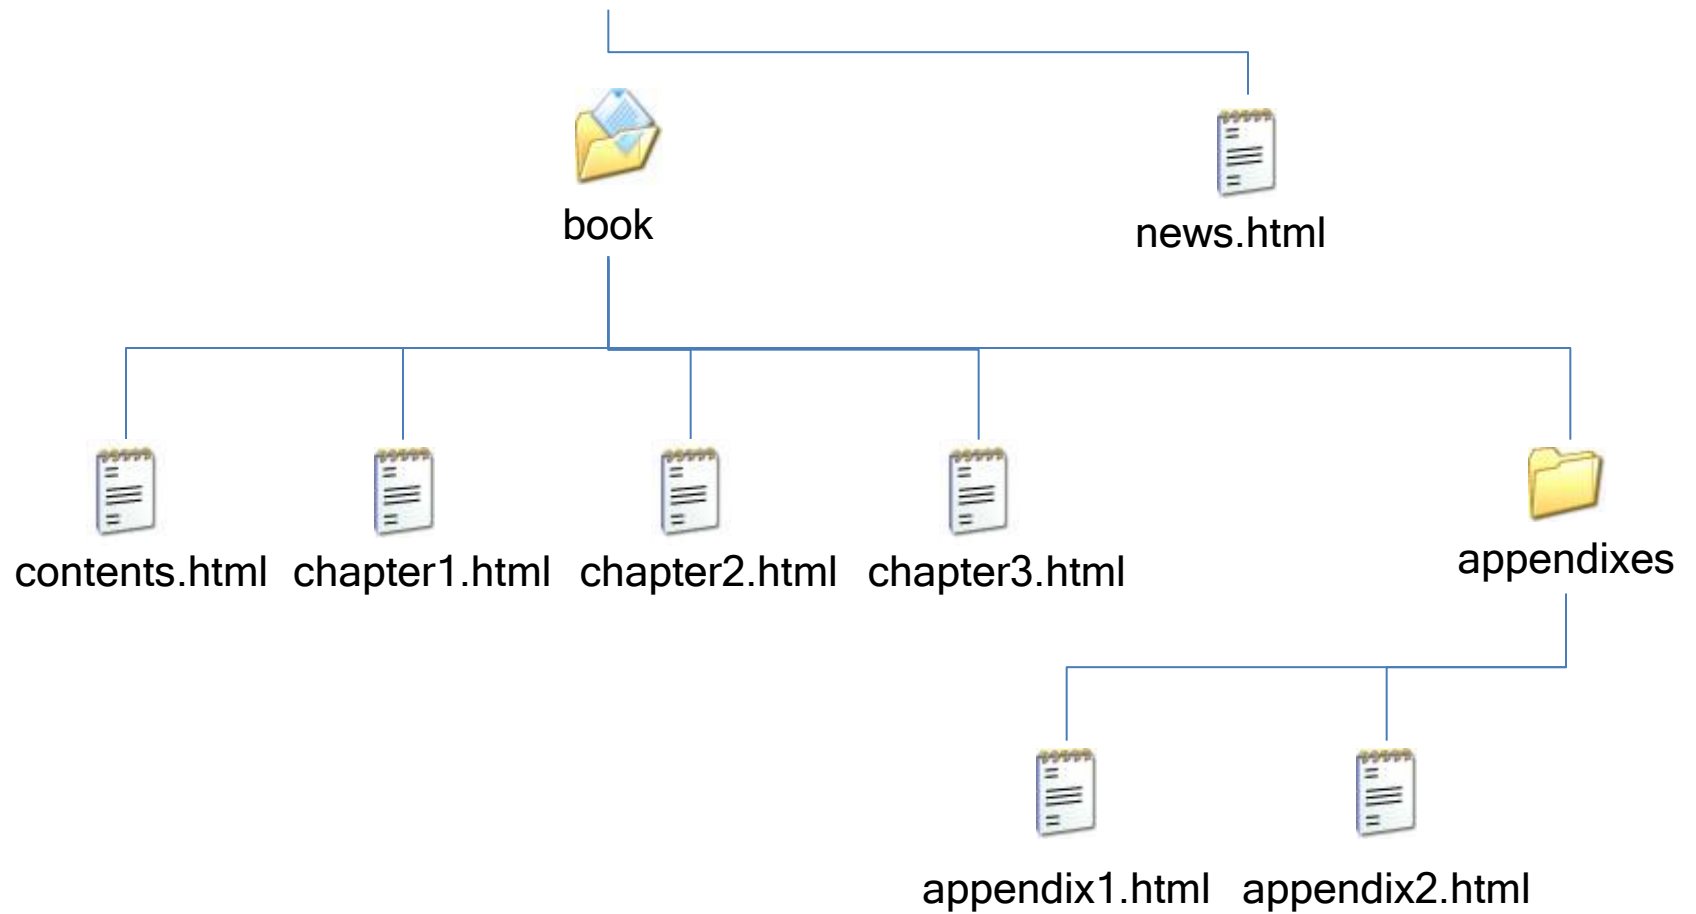 book
news.html
contents.html
chapter1.html
chapter2.html
chapter3.html
appendixes
appendix1.html
appendix2.html